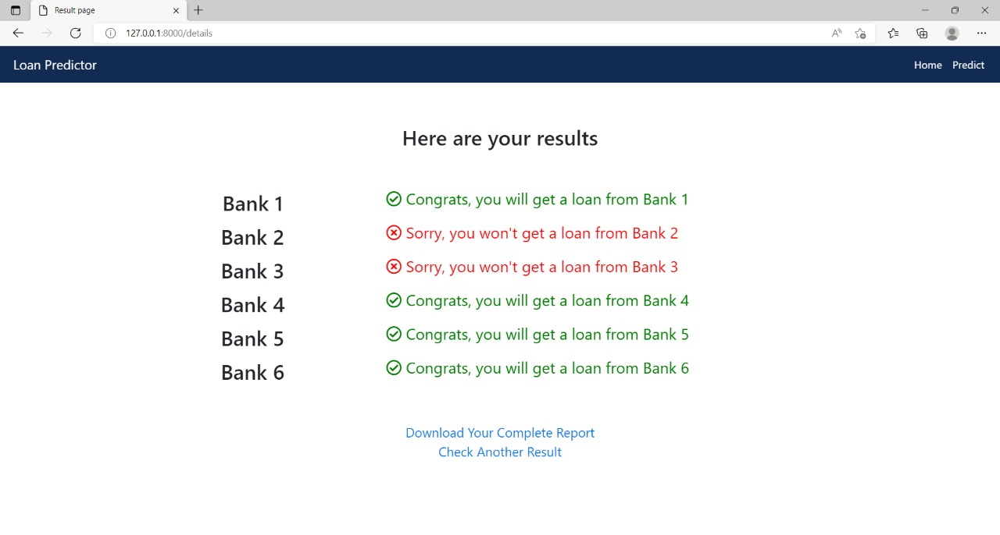 Result page
127.0.0.1:8000/details
Loan Predictor Home Predict
Here are your results
Bank 1 Congrats, you will get a loan from Bank 1
Bank 2 Sorry, you won't get a loan from Bank 2
Bank 3 Sorry, you won't get a loan from Bank 3
Bank 4 Congrats, you will get a loan from Bank 4
Bank 5 Congrats, you will get a loan from Bank 5
Bank 6 Congrats, you will get a loan from Bank 6
Download Your Complete Report
Check Another Result